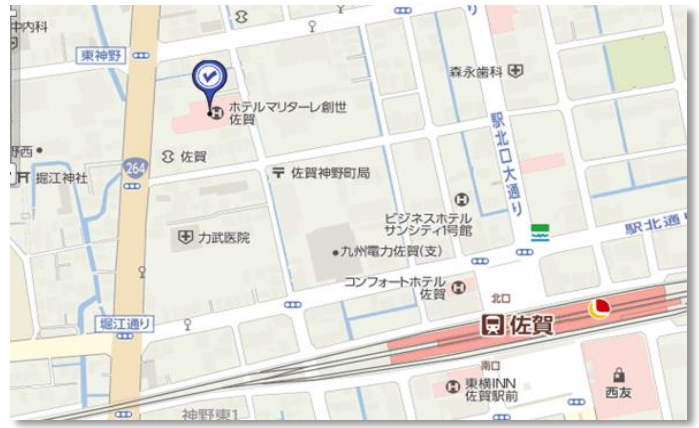 中内科
東神野
り
森永歯科
ホテルマリターレ創世
佐賀
駅北口大通り
野西
264
佐賀
堀江神社
佐賀神野町局
ビジネスホテル
サンシティ1号館
駅北通
力武医院
九州電力佐賀(支)
コンフォートホテル
佐賀
北口
堀江通り
佐賀
南口
東横INN
佐賀駅前
西友
神野東1